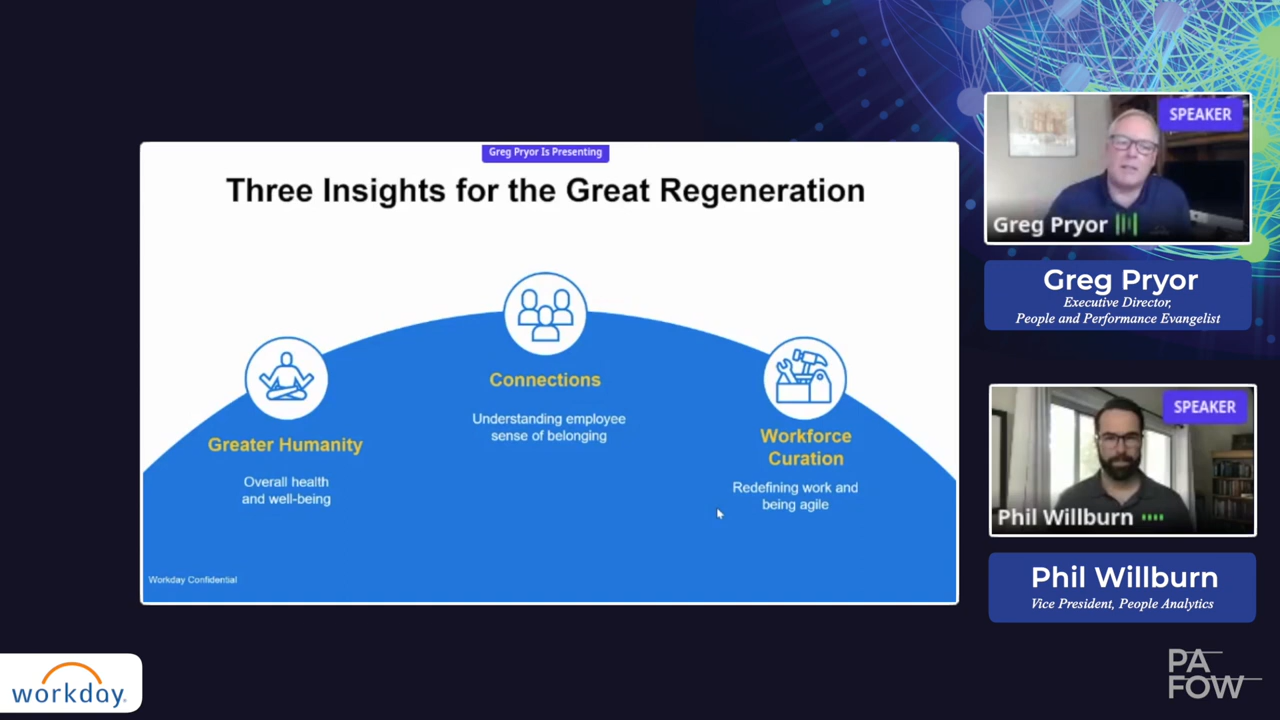 Greg Pryor Is Presenting
Three Insights for the Great Regeneration
Connections
Understanding employee
sense of belonging
Greater Humanity
Overall health
and well-being
Workforce
Curation
Redefining work and
being agile
Workday Confidential
SPEAKER
Greg Pryor
Greg Pryor
Executive Director,
People and Performance Evangelist
SPEAKER
Phil Willburn
Phil Willburn
Vice President, People Analytics
workday.
PA
FOW